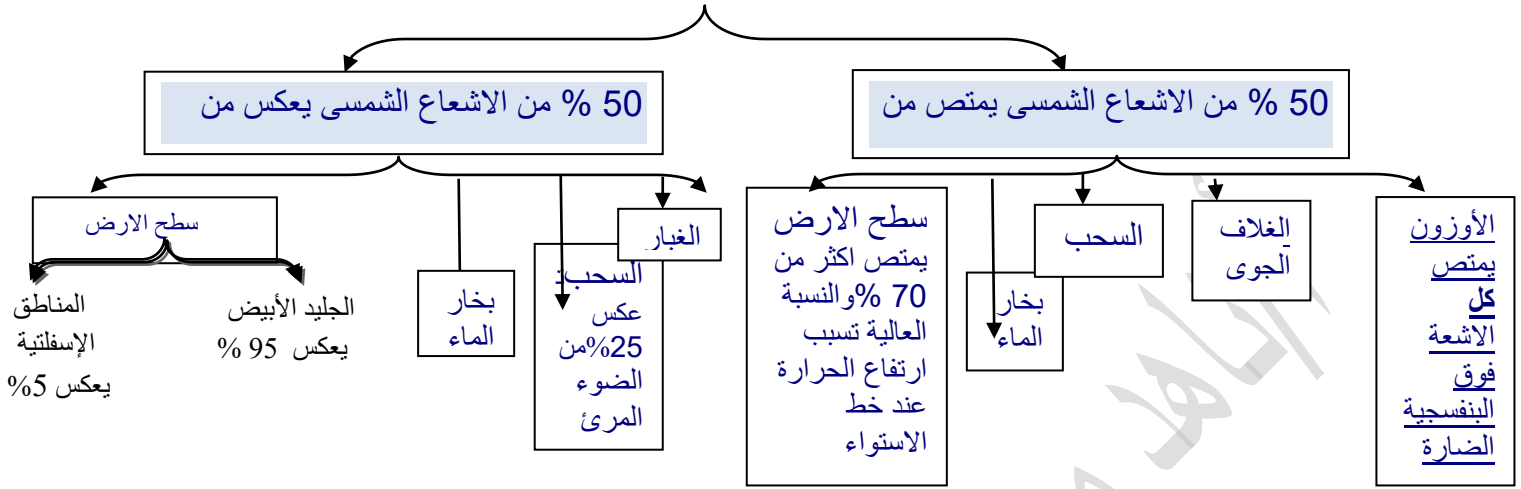 50 % من الاشعاع الشمسى يمتص من
50 % من الاشعاع الشمسى يعكس من
الأوزون
يمتص
كل
الاشعة
فوق
البنفسجية
الضارة
الغلاف
الجوى
السحب
بخار
الماء
سطح الارض
يمتص اكثر من
70 %والنسبة
العالية تسبب
ارتفاع الحرارة
عند خط
الاستواء
الغبار
السحب:
عكس
25%من
الضوء
المرئ
بخار
الماء
سطح الارض
الجليد الأبيض
يعكس 95 %
المناطق
الإسفلتية
يعكس 5%